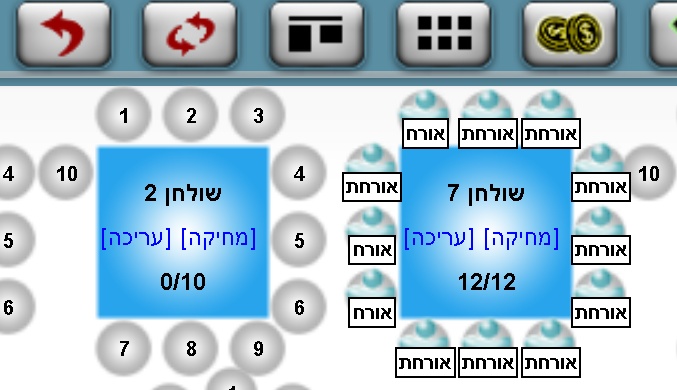 1 2 3
אורח אורחת אורחת
4 10
שולחן 2
4
אורחת
שולחן 7
אורחת
10
5
[עריכה] [מחיקה]
5
אורח
[עריכה] [מחיקה]
אורחת
6
0/10
6
אורח
12/12
אורחת
7 8 9
אורחת אורחת אורחת
1